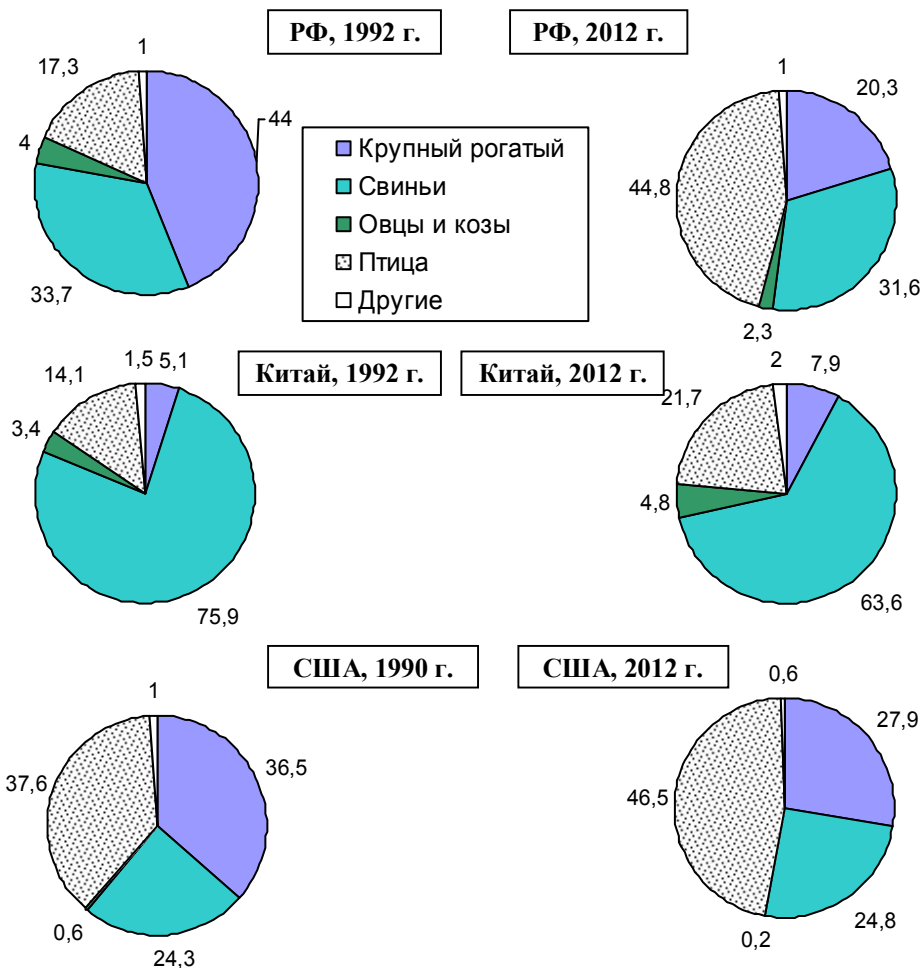 РФ, 1992 г.
РФ, 2012 г.
1
17,3
44
4
33,7
1
20,3
44,8
31,6
2,3
Крупный рогатый
Свиньи
Овцы и козы
Птица
Другие
Китай, 1992 г.
Китай, 2012 г.
1,5
5,1
14,1
3,4
75,9
2
7,9
21,7
4,8
63,6
США, 1990 г.
США, 2012 г.
1
37,6
36,5
0,6
24,3
0,6
27,9
46,5
24,8
0,2